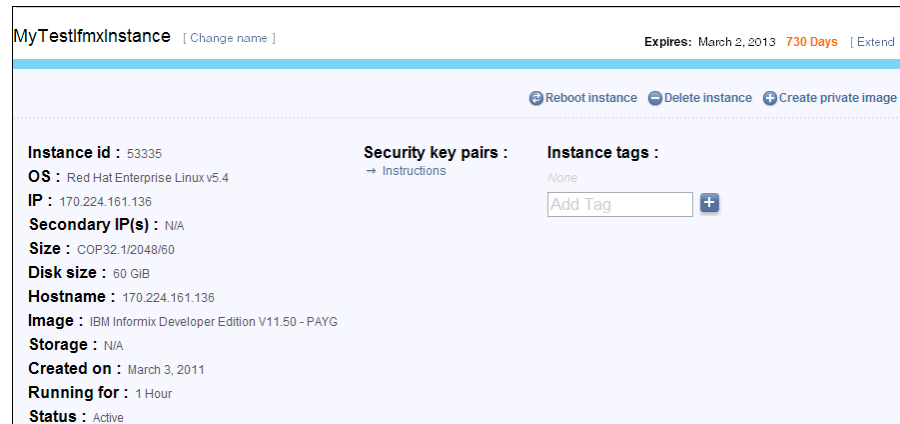 MyTestIfmxInstance [ Change name ]
Expires: March 2, 2013 730 Days [ Extend
Reboot instance Delete instance Create private image
Instance id : 53335
OS : Red Hat Enterprise Linux v5.4
IP : 170.224.161.136
Secondary IP(s) : N/A
Size : COP32.1/2048/60
Disk size : 60 GiB
Hostname : 170.224.161.136
Image : IBM Informix Developer Edition V11.50 - PAYG
Storage : N/A
Created on : March 3, 2011
Running for : 1 Hour
Status : Active
Security key pairs :
→ Instructions
Instance tags :
None
Add Tag